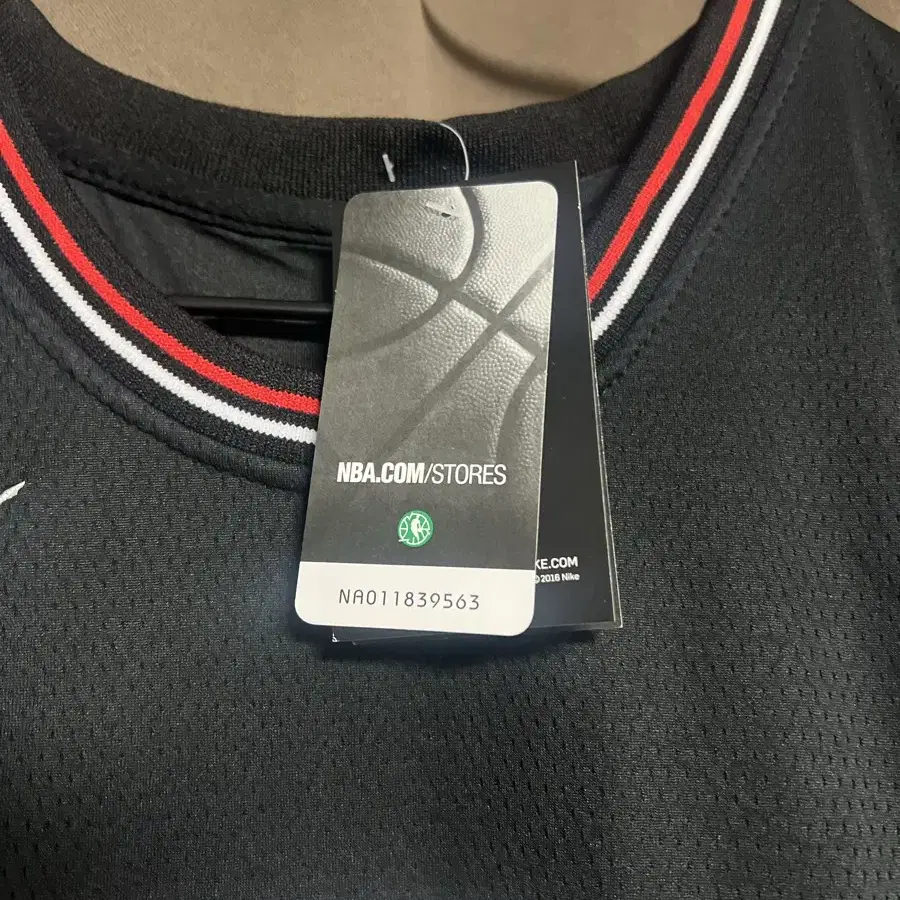 NBA.COM/STORES
NA011839563
KE.COM
© 2016 Nike